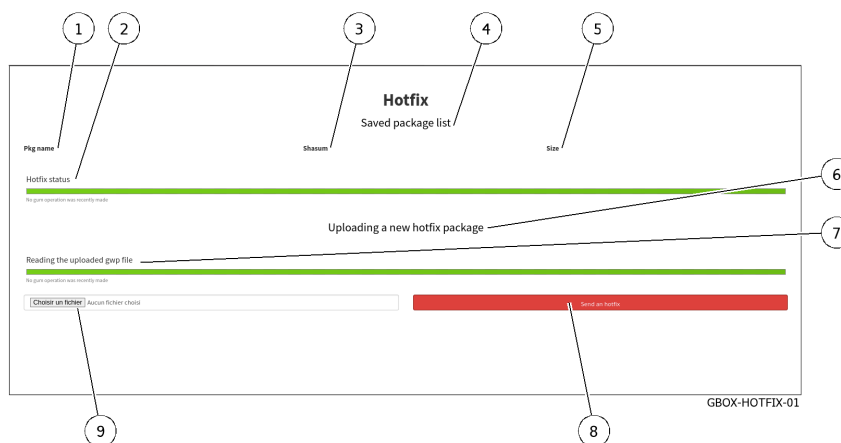 1 2 3 4 5
Hotfix
Saved package list
Pkg name Shasum Size
Hotfix status
No gum operation was recently made
6
Uploading a new hotfix package
7
Reading the uploaded gwp file
No gum operation was recently made
Choisir un fichier Aucun fichier choisi Send an hotfix
GBOX-HOTFIX-01
9 8